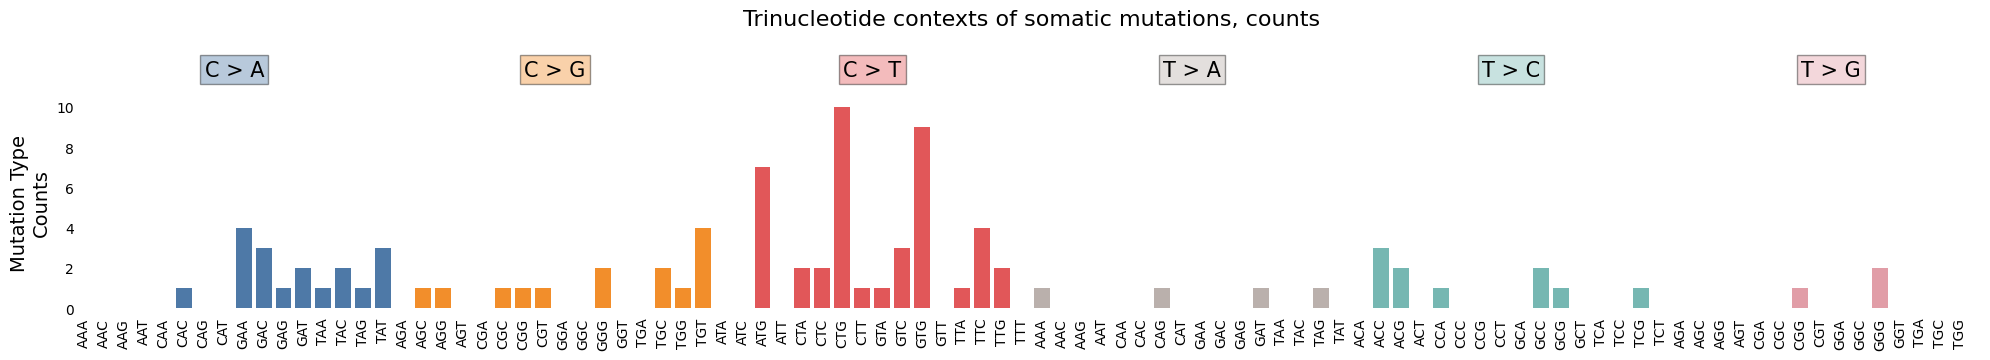 Trinucleotide contexts of somatic mutations, counts
C > A
C > G
C > T
T > A
T > C
T > G
Mutation Type
Counts
10
8
6
4
2
0
AAA
AAC
AAG
AAT
CAA
CAC
CAG
CAT
GAA
GAC
GAG
GAT
TAA
TAC
TAG
TAT
AGA
AGC
AGG
AGT
CGA
CGC
CGG
CGT
GGA
GGC
GGG
GGT
TGA
TGC
TGG
TGT
ATA
ATC
ATG
ATT
CTA
CTC
CTG
CTT
GTA
GTC
GTG
GTT
TTA
TTC
TTG
TTT
AAA
AAC
AAG
AAT
CAA
CAC
CAG
CAT
GAA
GAC
GAG
GAT
TAA
TAC
TAG
TAT
ACA
ACC
ACG
ACT
CCA
CCC
CCG
CCT
GCA
GCC
GCG
GCT
TCA
TCC
TCG
TCT
AGA
AGC
AGG
AGT
CGA
CGC
CGG
CGT
GGA
GGC
GGG
GGT
TGA
TGC
TGG